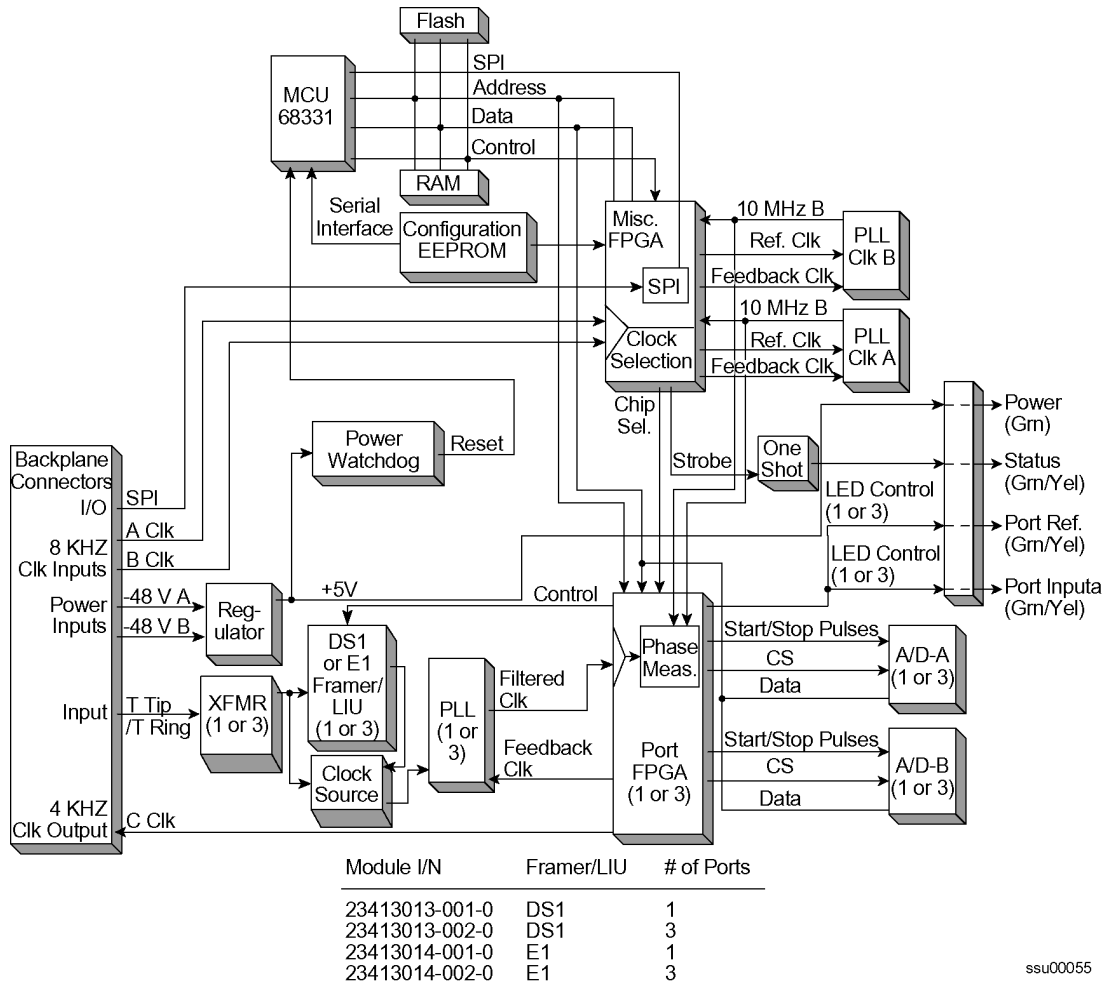 Flash
SPI
MCU
68331
Address
Data
Control
RAM
Serial
Interface
Configuration
EEPROM
Misc.
FPGA
SPI
Clock
Selection
10 MHz B
Ref. Clk
Feedback Clk
PLL
Clk B
10 MHz B
Ref. Clk
Feedback Clk
PLL
Clk A
Chip
Sel.
Strobe
One
Shot
Power
(Grn)
Status
(Grn/Yel)
LED Control
(1 or 3)
Port Ref.
(Grn/Yel)
LED Control
(1 or 3)
Port Inputa
(Grn/Yel)
Power
Watchdog
Reset
Backplane
Connectors
I/O
SPI
8 KHZ
Clk Inputs
A Clk
B Clk
Power
Inputs
-48 V A
-48 V B
Reg-
ulator
+5V
Control
Input
T Tip
/T Ring
XFMR
(1 or 3)
DS1
or E1
Framer/
LIU
(1 or 3)
Clock
Source
PLL
(1 or
3)
Filtered
Clk
Feedback
Clk
Phase
Meas.
Port
FPGA
(1 or 3)
Start/Stop Pulses
CS
Data
A/D-A
(1 or 3)
Start/Stop Pulses
CS
Data
A/D-B
(1 or 3)
4 KHZ
Clk Output
C Clk
Module I/N Framer/LIU # of Ports
23413013-001-0 DS1 1
23413013-002-0 DS1 3
23413014-001-0 E1 1
23413014-002-0 E1 3
ssu00055